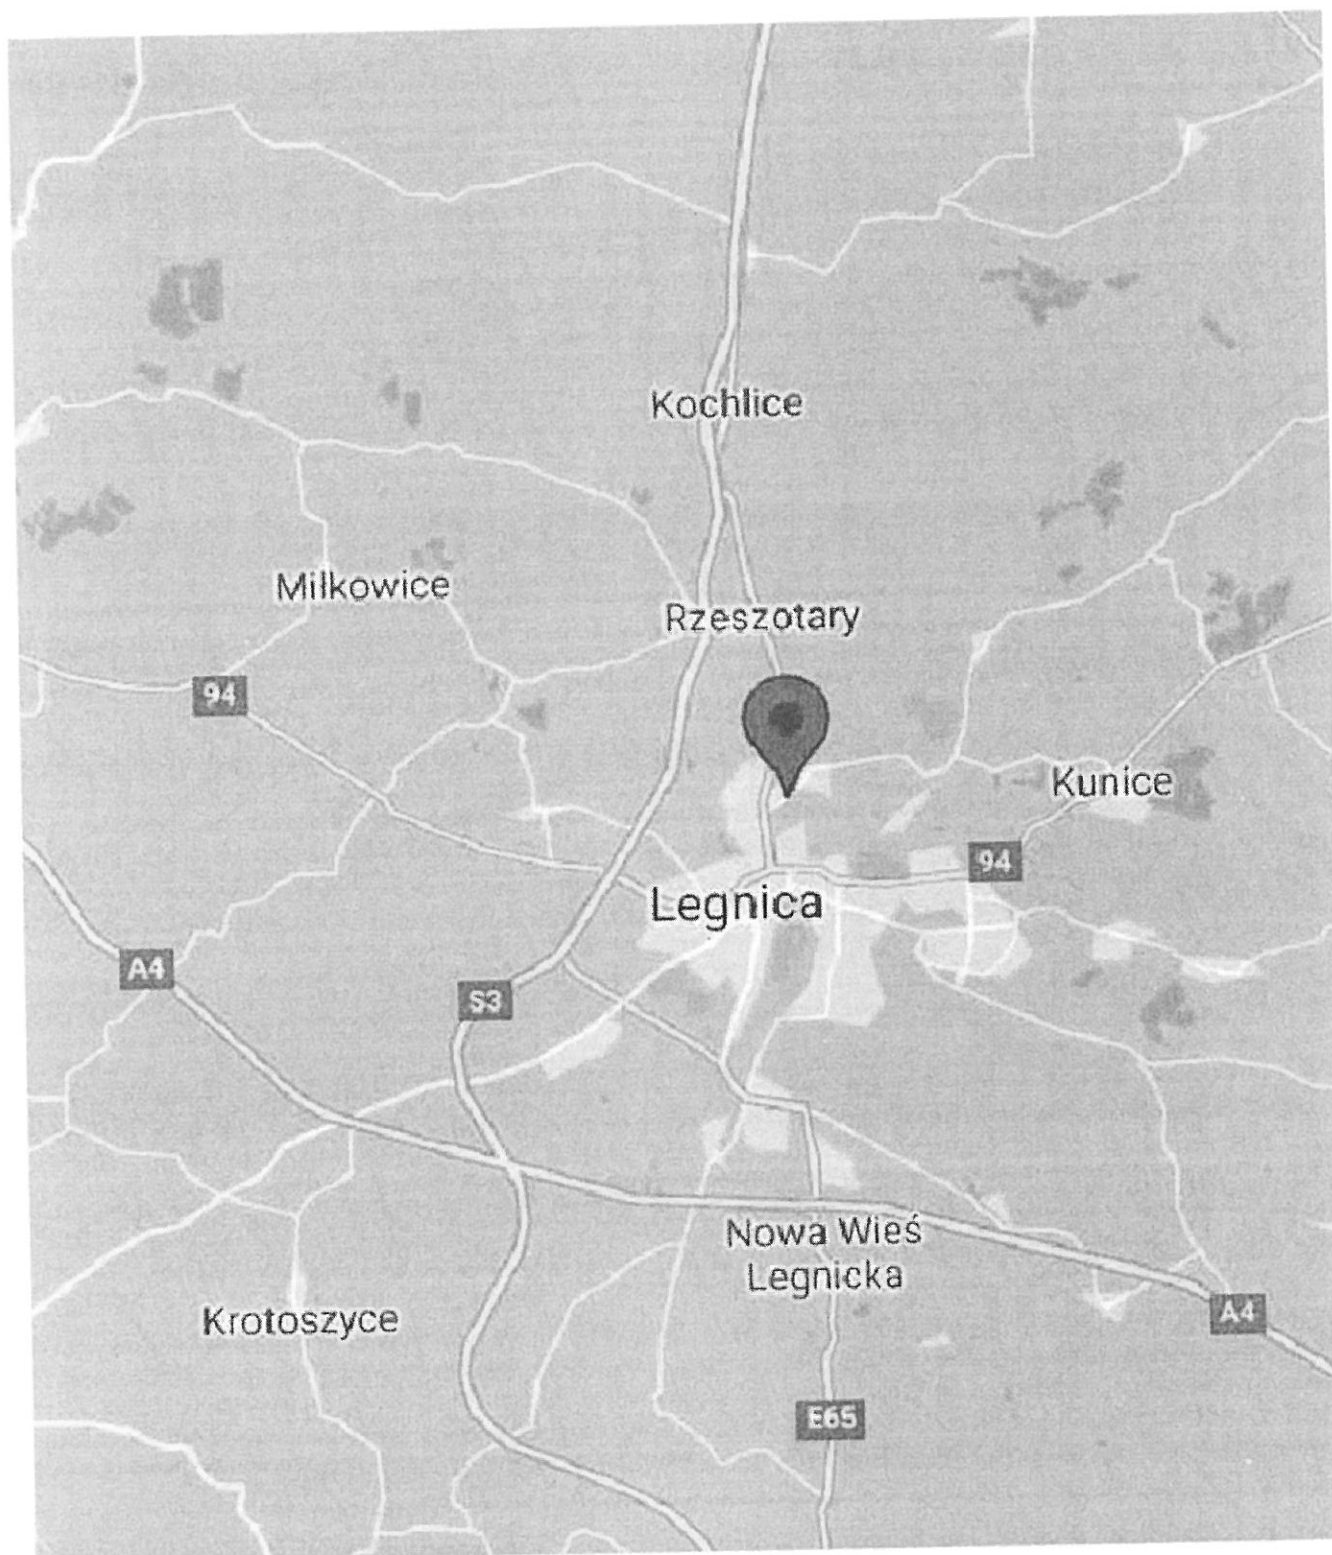 Kochlice
Miłkowice
Rzeszotary
94
Kunice
94
Legnica
A4
S3
Nowa Wieś
Legnicka
Krotoszyce
A4
E65